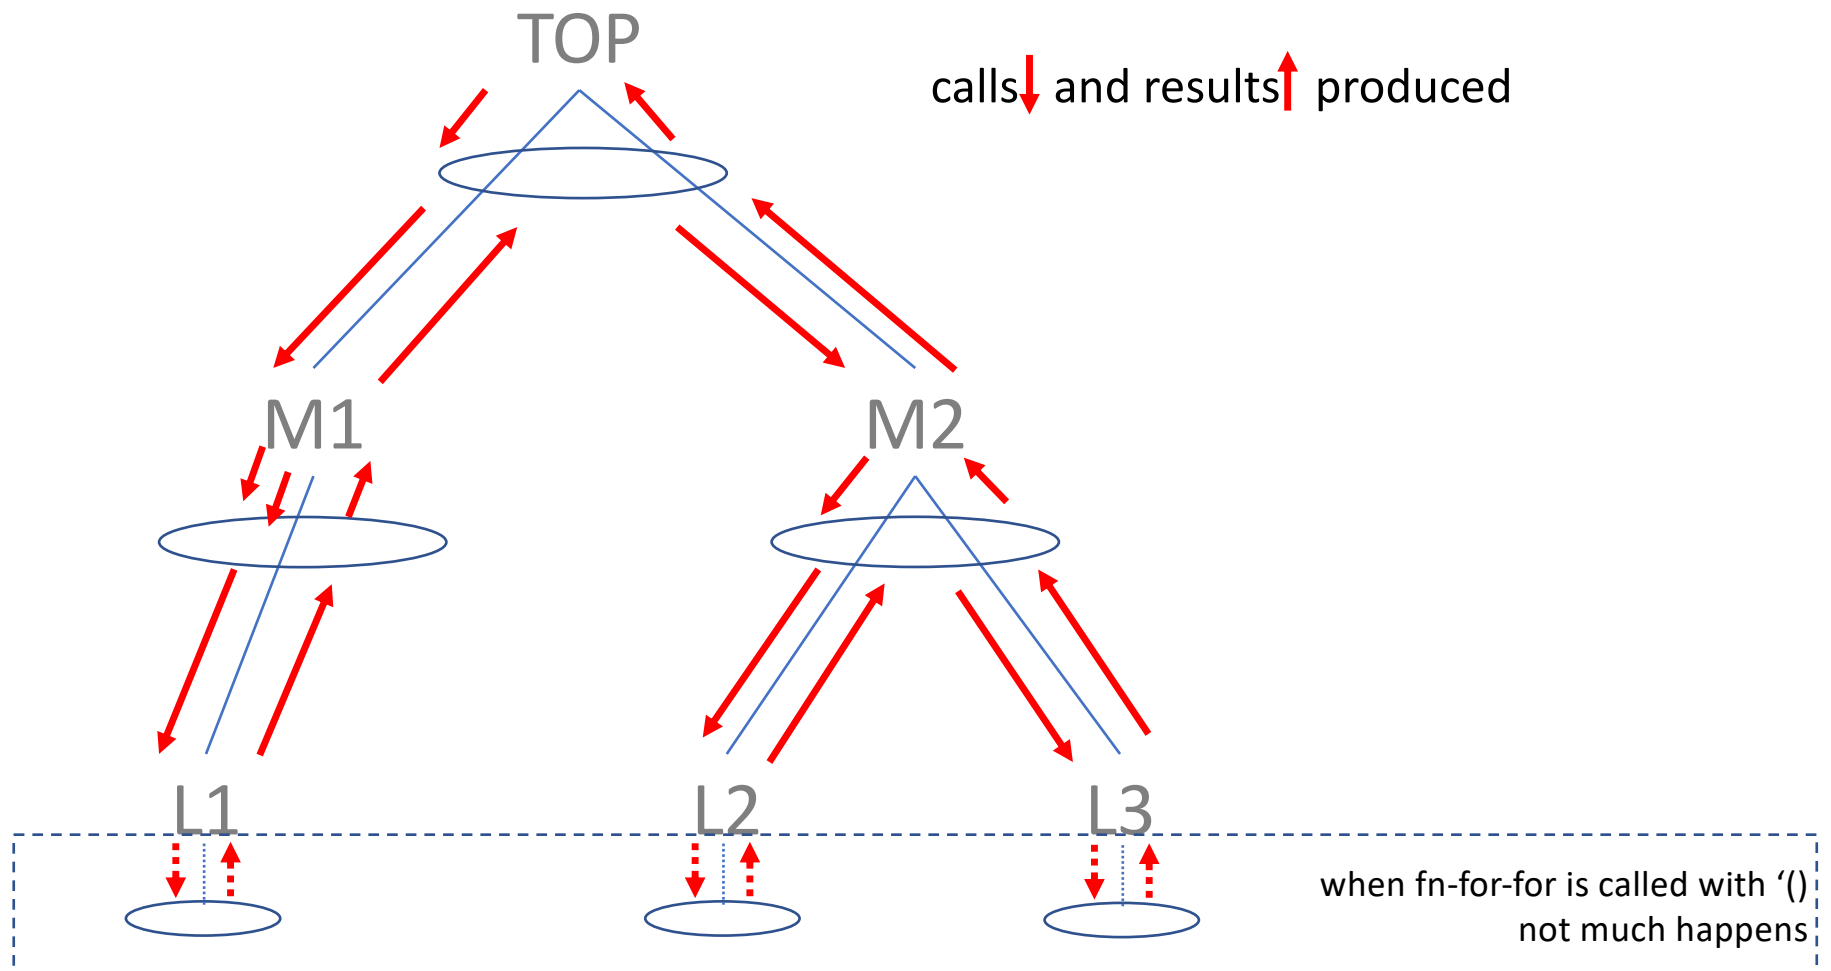 TOP
calls and results produced
M1
M2
L1
L2
L3
when fn-for-for is called with ‘()
not much happens